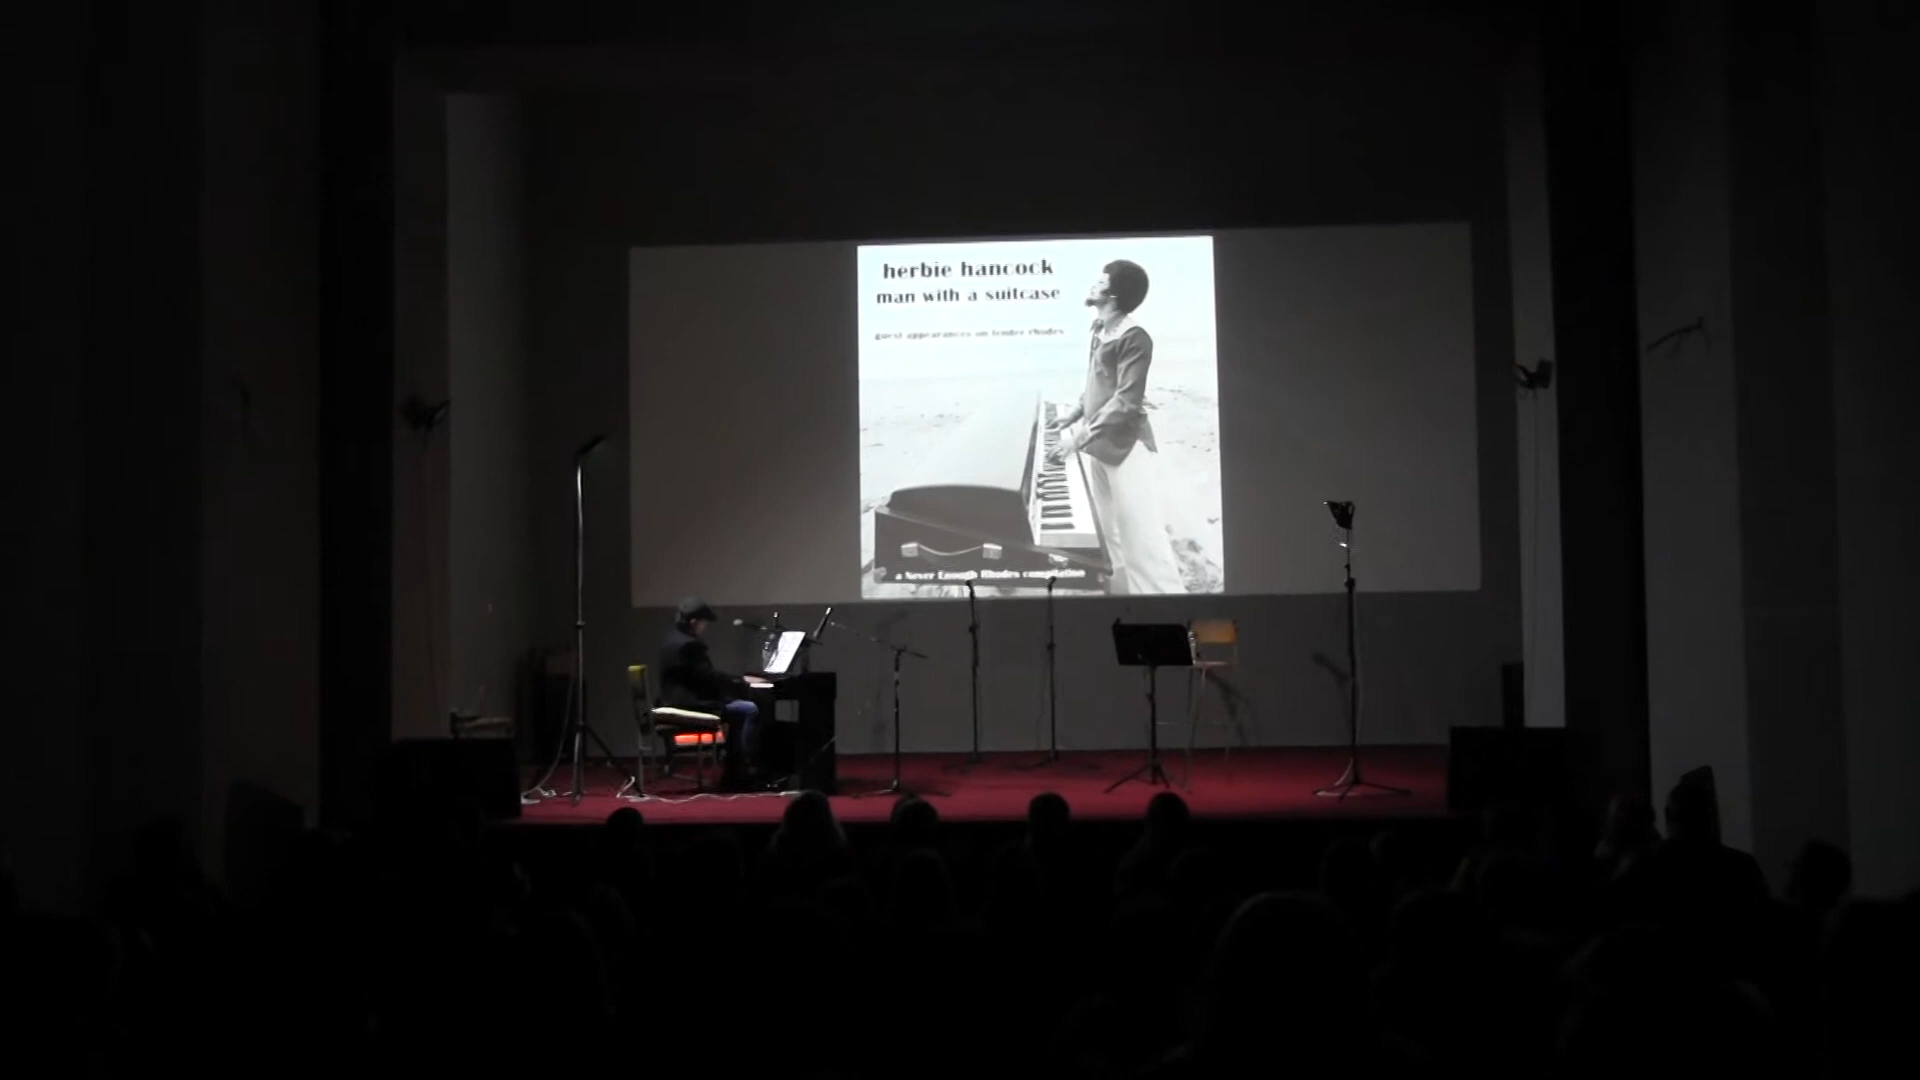 herbie hancock
man with a suitcase
guest appearances on fender rhodes
a Never Enough Rhodes compilation